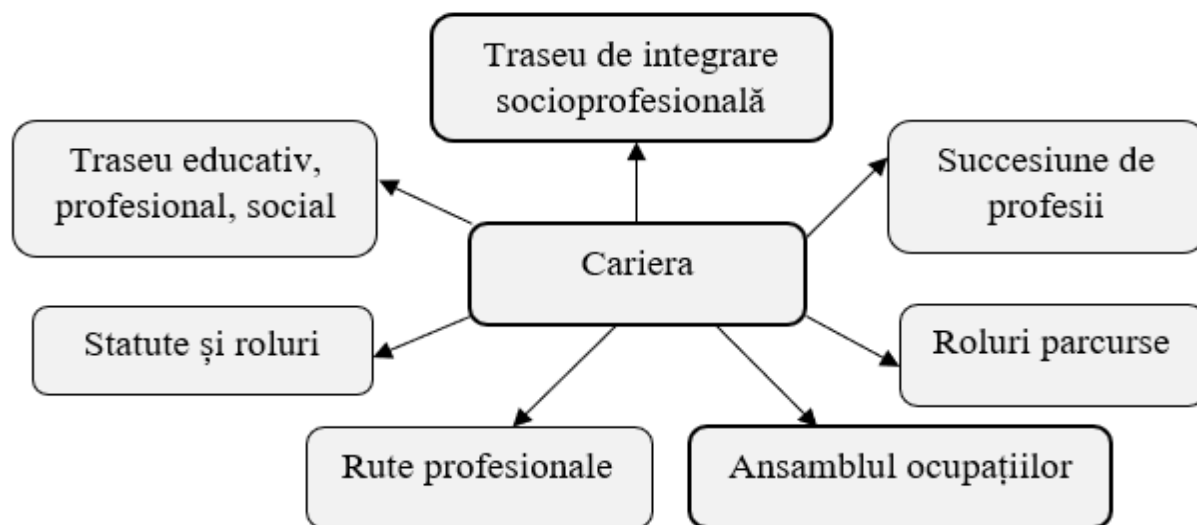 Traseu de integrare
socioprofesională
Traseu educativ,
profesional, social
Succesiune de
profesii
Cariera
Statute și roluri
Roluri parcurse
Rute profesionale
Ansamblul ocupațiilor